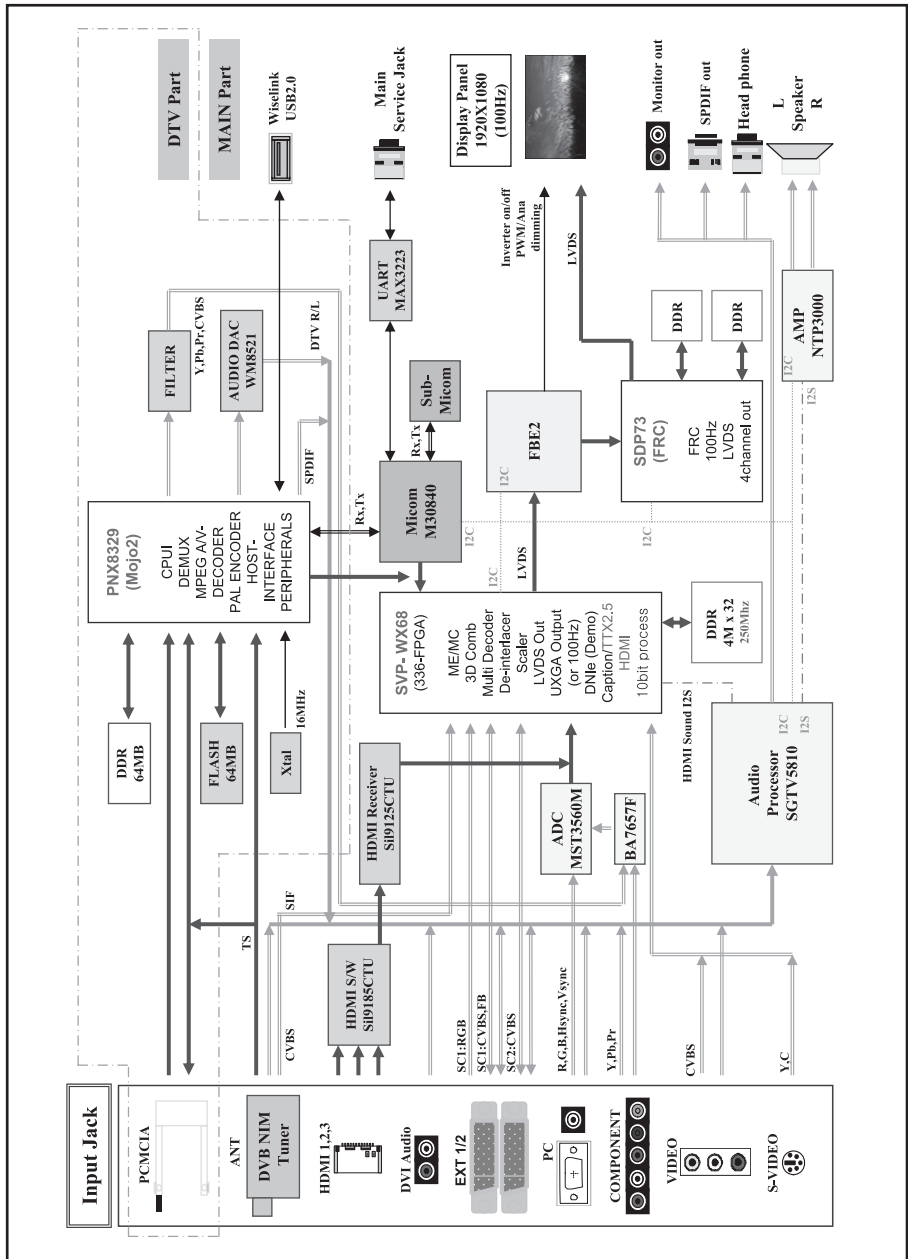 Input Jack
PCMCIA
ANT
DVB NIM
Tuner
HDMI 1,2,3
DVI Audio
EXT 1/2
PC
COMPONENT
VIDEO
S-VIDEO
TS
CVBS
SIF
HDMI S/W
Sil9185CTU
HDMI Receiver
Sil9125CTU
SC1:RGB
SC1:CVBS,FB
SC2:CVBS
R,G,B,Hsync,Vsync
Y,Pb,Pr
CVBS
Y,C
DDR
64MB
FLASH
64MB
Xtal
16MHz
PNX8329
(Mojo2)
CPUI
DEMUX
MPEG A/V-
DECODER
PAL ENCODER
HOST-
INTERFACE
PERIPHERALS
FILTER
Y,Pb,Pr,CVBS
AUDIO DAC
WM8521
DTV R/L
SPDIF
DTV Part
MAIN Part
Wiselink
USB2.0
Rx,Tx
Micom
M30840
Rx,Tx
Sub-
Micom
UART
MAX3223
Main
Service Jack
I2C
SVP- WX68
(336-FPGA)
ME/MC
3D Comb
Multi Decoder
De-interlacer
Scaler
LVDS Out
UXGA Output
(or 100Hz)
DNIe (Demo)
Caption/TTX2.5
HDMI
10bit process
ADC
MST3560M
BA7657F
I2C
LVDS
FBE2
Inverter on/off
PWM/Ana
dimming
LVDS
Display Panel
1920X1080
(100Hz)
SDP73
(FRC)
FRC
100Hz
LVDS
4channel out
I2C
DDR
DDR
DDR
4M x 32
250Mhz
HDMI Sound I2S
Audio
Processor
SGTV5810
I2C
I2S
I2C
I2S
AMP
NTP3000
Monitor out
SPDIF out
Head phone
L
Speaker
R